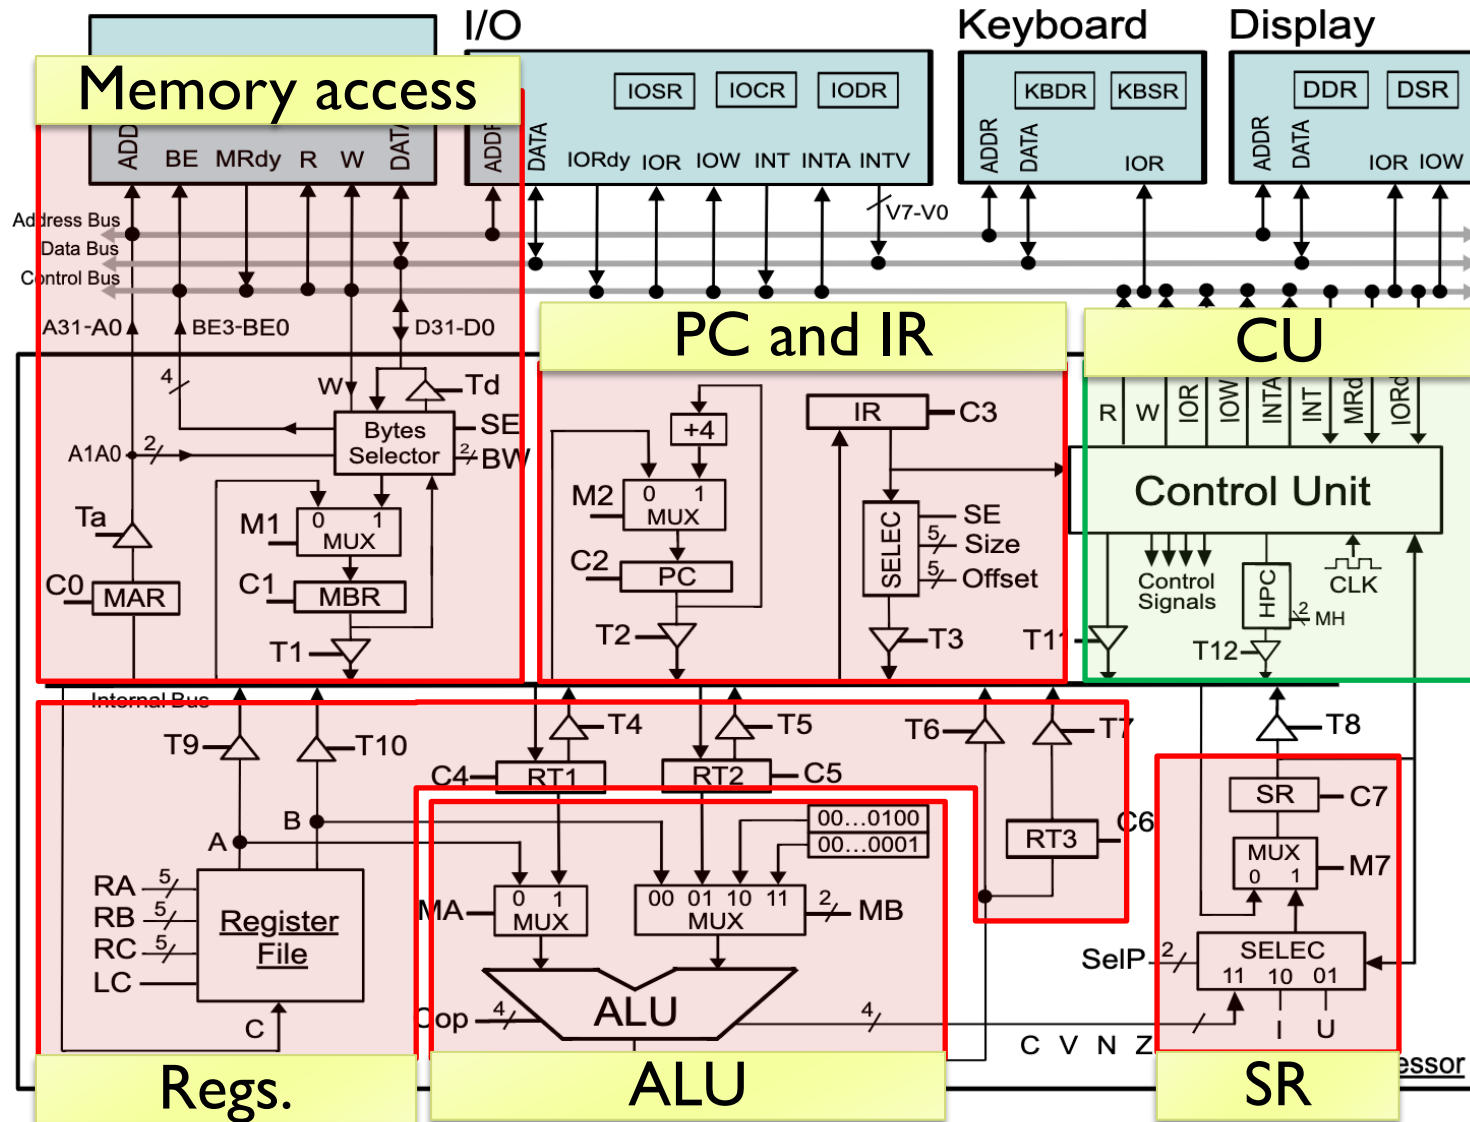 I/O
Keyboard
Display
Memory access
IOSR
IOCR
IODR
KBDR
KBSR
DDR
DSR
ADD
BE
MRdy
R
W
DATA
ADDR
DATA
IORdy
IOR
IOW
INT
INTA
INTV
ADDR
DATA
IOR
ADDR
DATA
IOR
IOW
V7-V0
Address Bus
Data Bus
Control Bus
A31-A0
BE3-BE0
D31-D0
PC and IR
CU
4
W
Td
SE
Bytes
Selector
2
BW
A1A0
2
Ta
M1
0 1
MUX
C0
MAR
C1
MBR
T1
+4
M2
0 1
MUX
C2
PC
T2
IR
C3
SELEC
SE
5
Size
5
Offset
T3
R
W
IOR
IOW
INTA
INT
MRd
IORd
Control Unit
Control
Signals
HPC
CLK
2
MH
T11
T12
Internal Bus
T9
T10
T4
T5
T6
T7
T8
C4
RT1
RT2
C5
RT3
C6
SR
C7
A
B
00...0100
00...0001
MUX
0 1
M7
RA
5
RB
5
RC
5
LC
Register
File
C
MA
0 1
MUX
00 01 10 11
MUX
2
MB
SelP
2
SELEC
11 10 01
I
U
op
4
ALU
4
C V N Z
essor
Regs.
ALU
SR